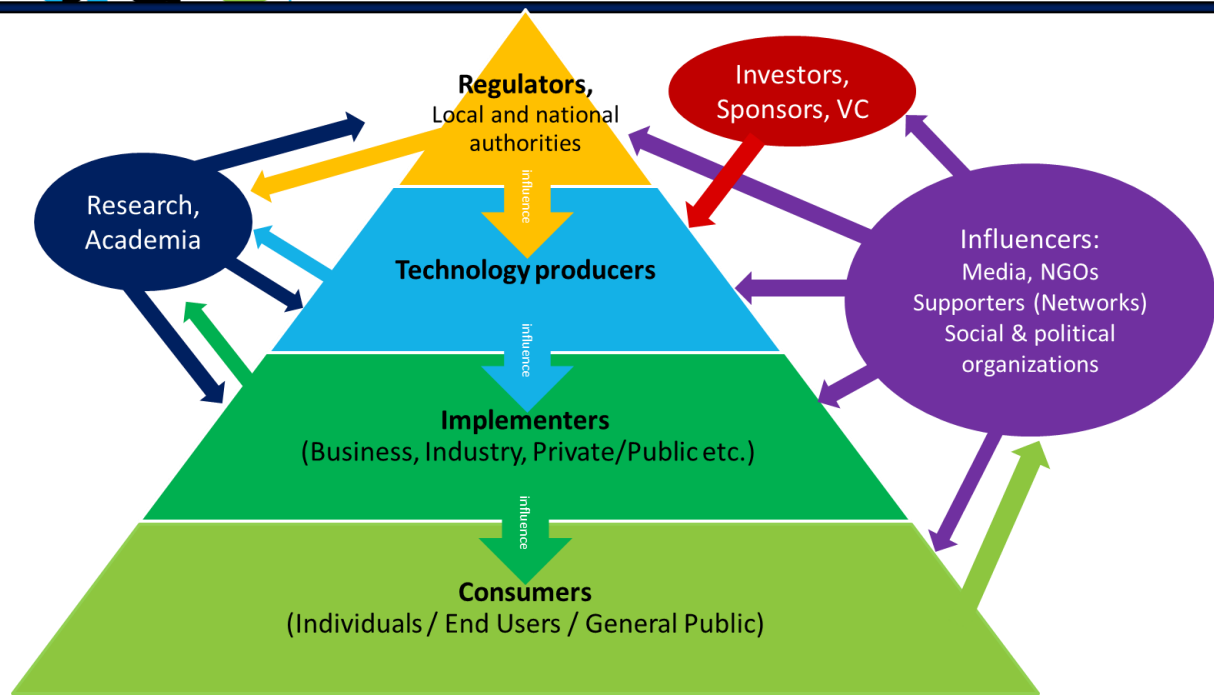 Regulators,
Local and national
authorities
Investors,
Sponsors, VC
influence
Research,
Academia
Influencers:
Media, NGOs
Supporters (Networks)
Social & political
organizations
Technology producers
influence
Implementers
(Business, Industry, Private/Public etc.)
influence
Consumers
(Individuals / End Users / General Public)